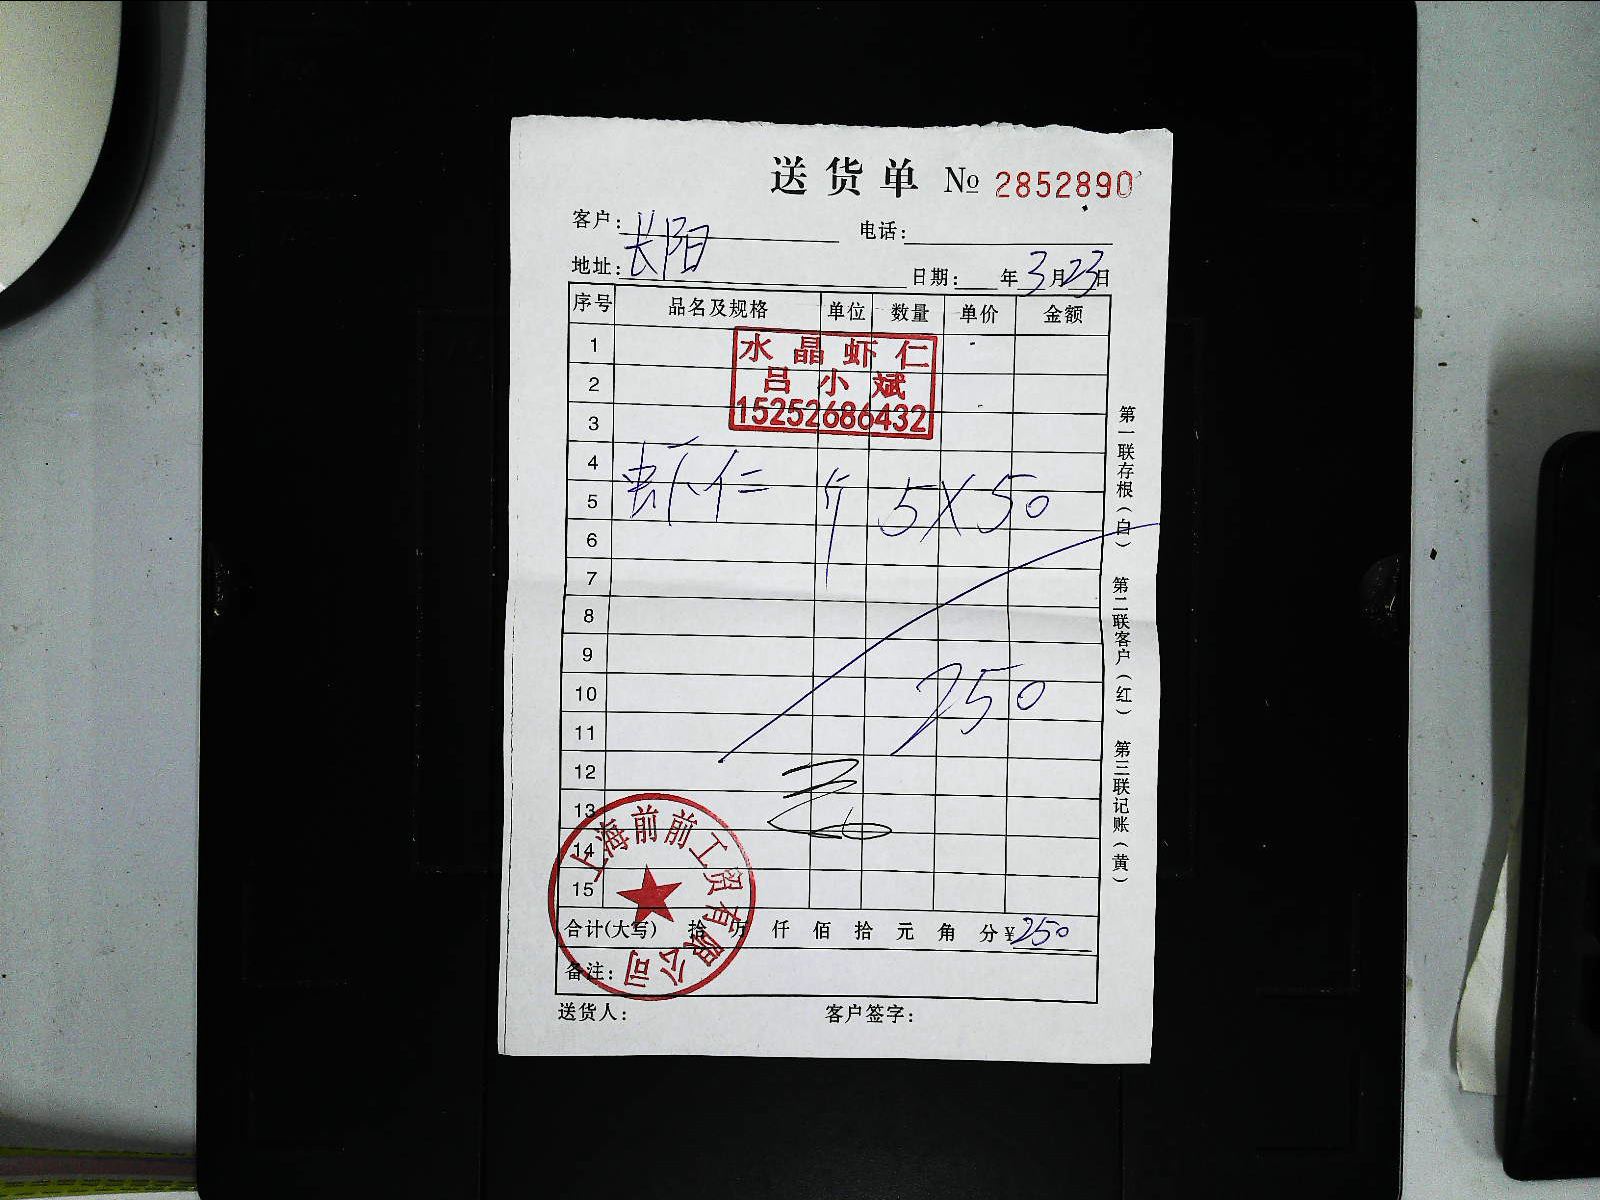 送货单 № 2852890
客户: 长阳 电话:
地址: 日期: 年3月23日
序号 品名及规格 单位 数量 单价 金额
1
水晶虾仁
2
吕小斌
3
15252686432
4
虾仁 斤 5×50
5
6
7
8
9
10
250
11
12
13
14
15
上海前前工贸有限公司
合计(大写) 拾 万 仟 佰 拾 元 角 分 ¥250
备注:
送货人: 客户签字:
第一联存根(白) 第二联客户(红) 第三联记账(黄)